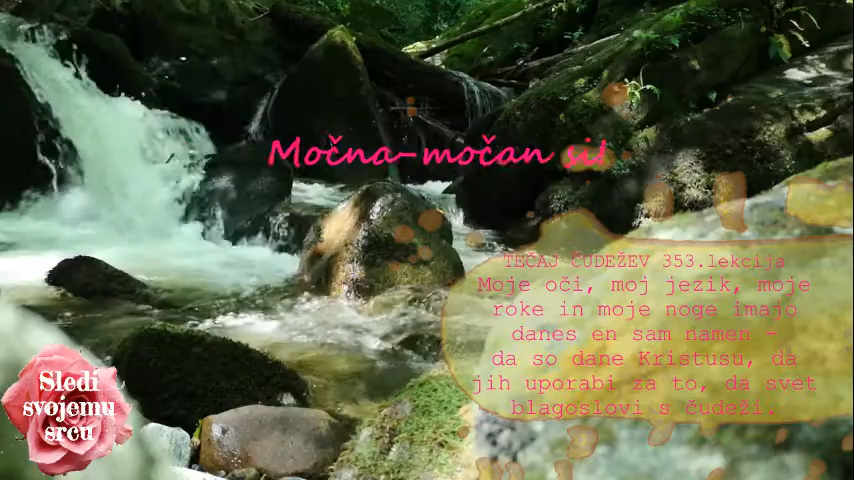 Močna-močan si!
TEČAJ ČUDEŽEV 353.lekcija
Moje oči, moj jezik, moje
roke in moje noge imajo
danes en sam namen -
da so dane Kristusu, da
jih uporabi za to, da svet
blagoslovi s čudeži.
Sledi
svojemu
srcu